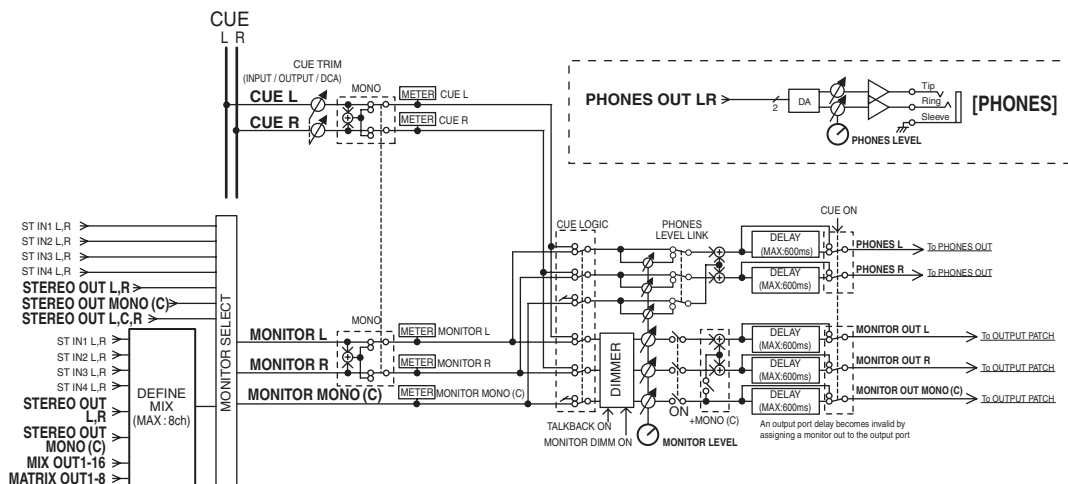 CUE
L R
CUE TRIM
(INPUT / OUTPUT / DCA)
MONO
CUE L
METER CUE L
CUE R
METER CUE R
PHONES OUT LR
2
DA
Tip
Ring
Sleeve
[PHONES]
PHONES LEVEL
ST IN1 L,R
ST IN2 L,R
ST IN3 L,R
ST IN4 L,R
STEREO OUT L,R
STEREO OUT MONO (C)
STEREO OUT L,C,R
ST IN1 L,R
ST IN2 L,R
ST IN3 L,R
ST IN4 L,R
STEREO OUT
L,R
STEREO OUT
MONO (C)
MIX OUT1-16
MATRIX OUT1-8
DEFINE
MIX
(MAX : 8ch)
MONITOR SELECT
MONO
MONITOR L
METER MONITOR L
MONITOR R
METER MONITOR R
MONITOR MONO (C)
METER MONITOR MONO (C)
CUE LOGIC
PHONES
LEVEL LINK
CUE ON
DELAY
(MAX:600ms)
PHONES L
To PHONES OUT
DELAY
(MAX:600ms)
PHONES R
To PHONES OUT
DIMMER
TALKBACK ON
MONITOR DIMM ON
MONITOR LEVEL
ON
+MONO (C)
DELAY
(MAX:600ms)
MONITOR OUT L
To OUTPUT PATCH
DELAY
(MAX:600ms)
MONITOR OUT R
To OUTPUT PATCH
DELAY
(MAX:600ms)
MONITOR OUT MONO (C)
To OUTPUT PATCH
An output port delay becomes invalid by
assigning a monitor out to the output port